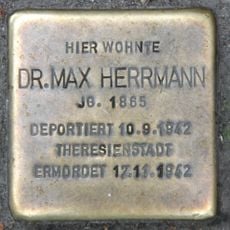 HIER WOHNTE
DR. MAX HERRMANN
JG. 1865
DEPORTIERT 10.9.1942
THERESIENSTADT
ERMORDET 17.11.1942